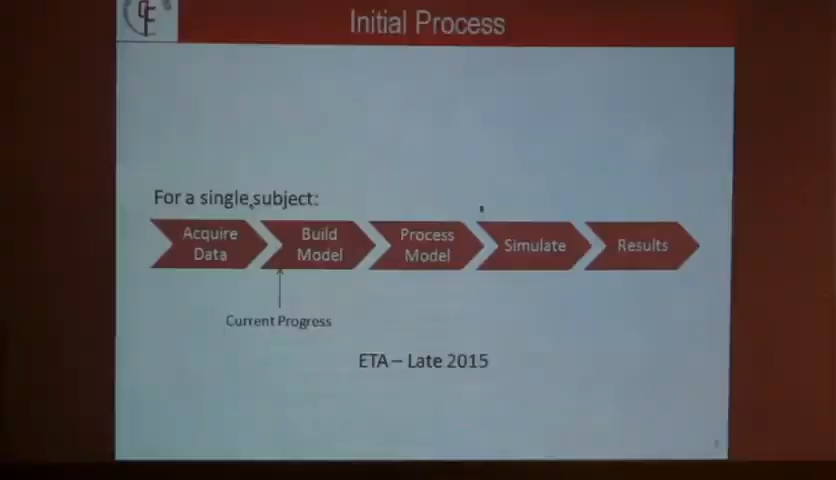 Initial Process
For a single subject:
Acquire
Data
Build
Model
Process
Model
Simulate
Results
Current Progress
ETA – Late 2015